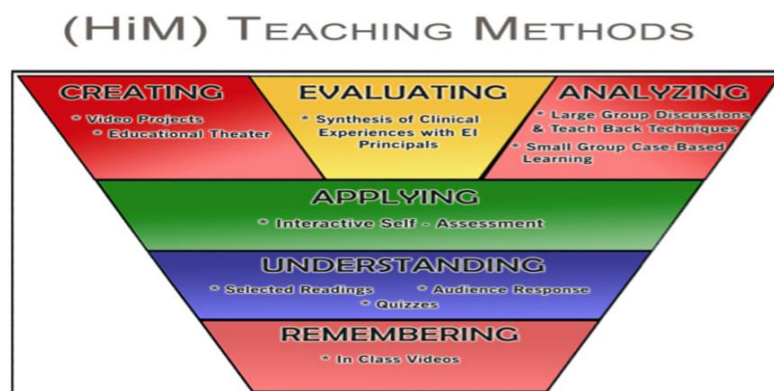 (HiM) TEACHING METHODS
CREATING
* Video Projects
* Educational Theater
EVALUATING
* Synthesis of Clinical
Experiences with EI
Principals
ANALYZING
* Large Group Discussions
& Teach Back Techniques
* Small Group Case-Based
Learning
APPLYING
* Interactive Self - Assessment
UNDERSTANDING
* Selected Readings * Audience Response
* Quizzes
REMEMBERING
* In Class Videos